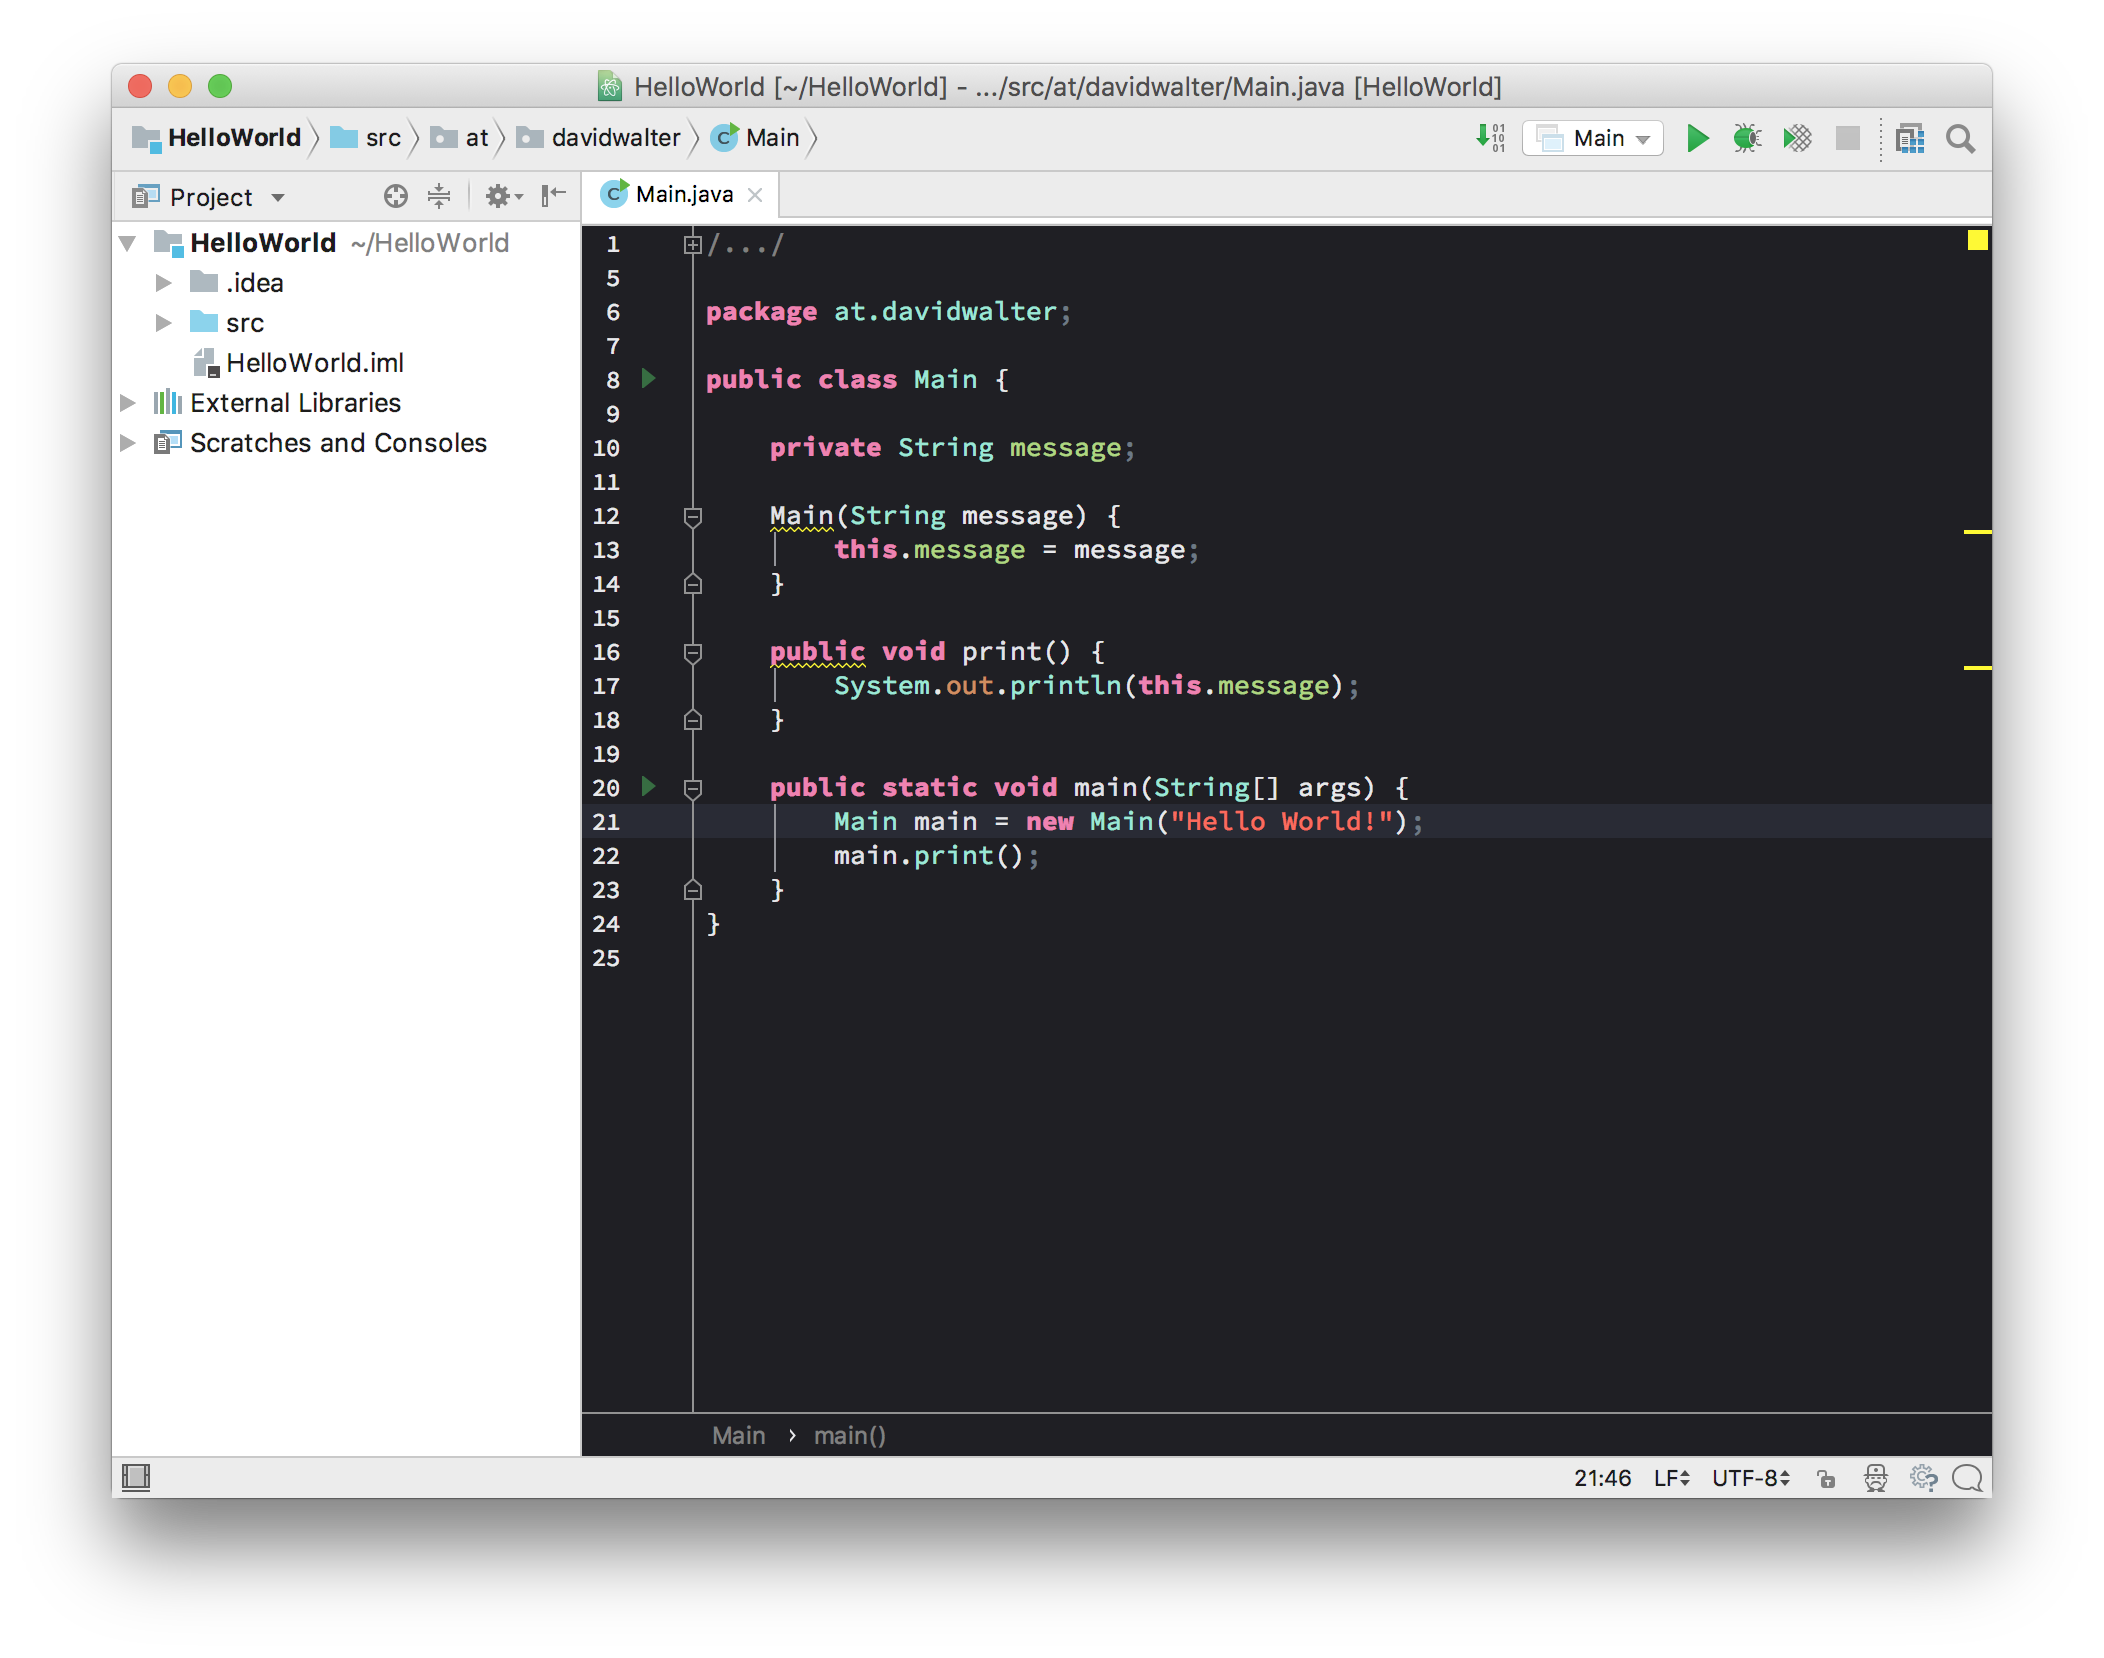 HelloWorld [~/HelloWorld] - .../src/at/davidwalter/Main.java [HelloWorld]
HelloWorld src at davidwalter Main Main
Project
Main.java
HelloWorld ~/HelloWorld
.idea
src
HelloWorld.iml
External Libraries
Scratches and Consoles
1 /.../
5
6 package at.davidwalter;
7
8 public class Main {
9
10     private String message;
11
12     Main(String message) {
13         this.message = message;
14     }
15
16     public void print() {
17         System.out.println(this.message);
18     }
19
20     public static void main(String[] args) {
21         Main main = new Main("Hello World!");
22         main.print();
23     }
24 }
25
Main › main()
21:46 LF UTF-8